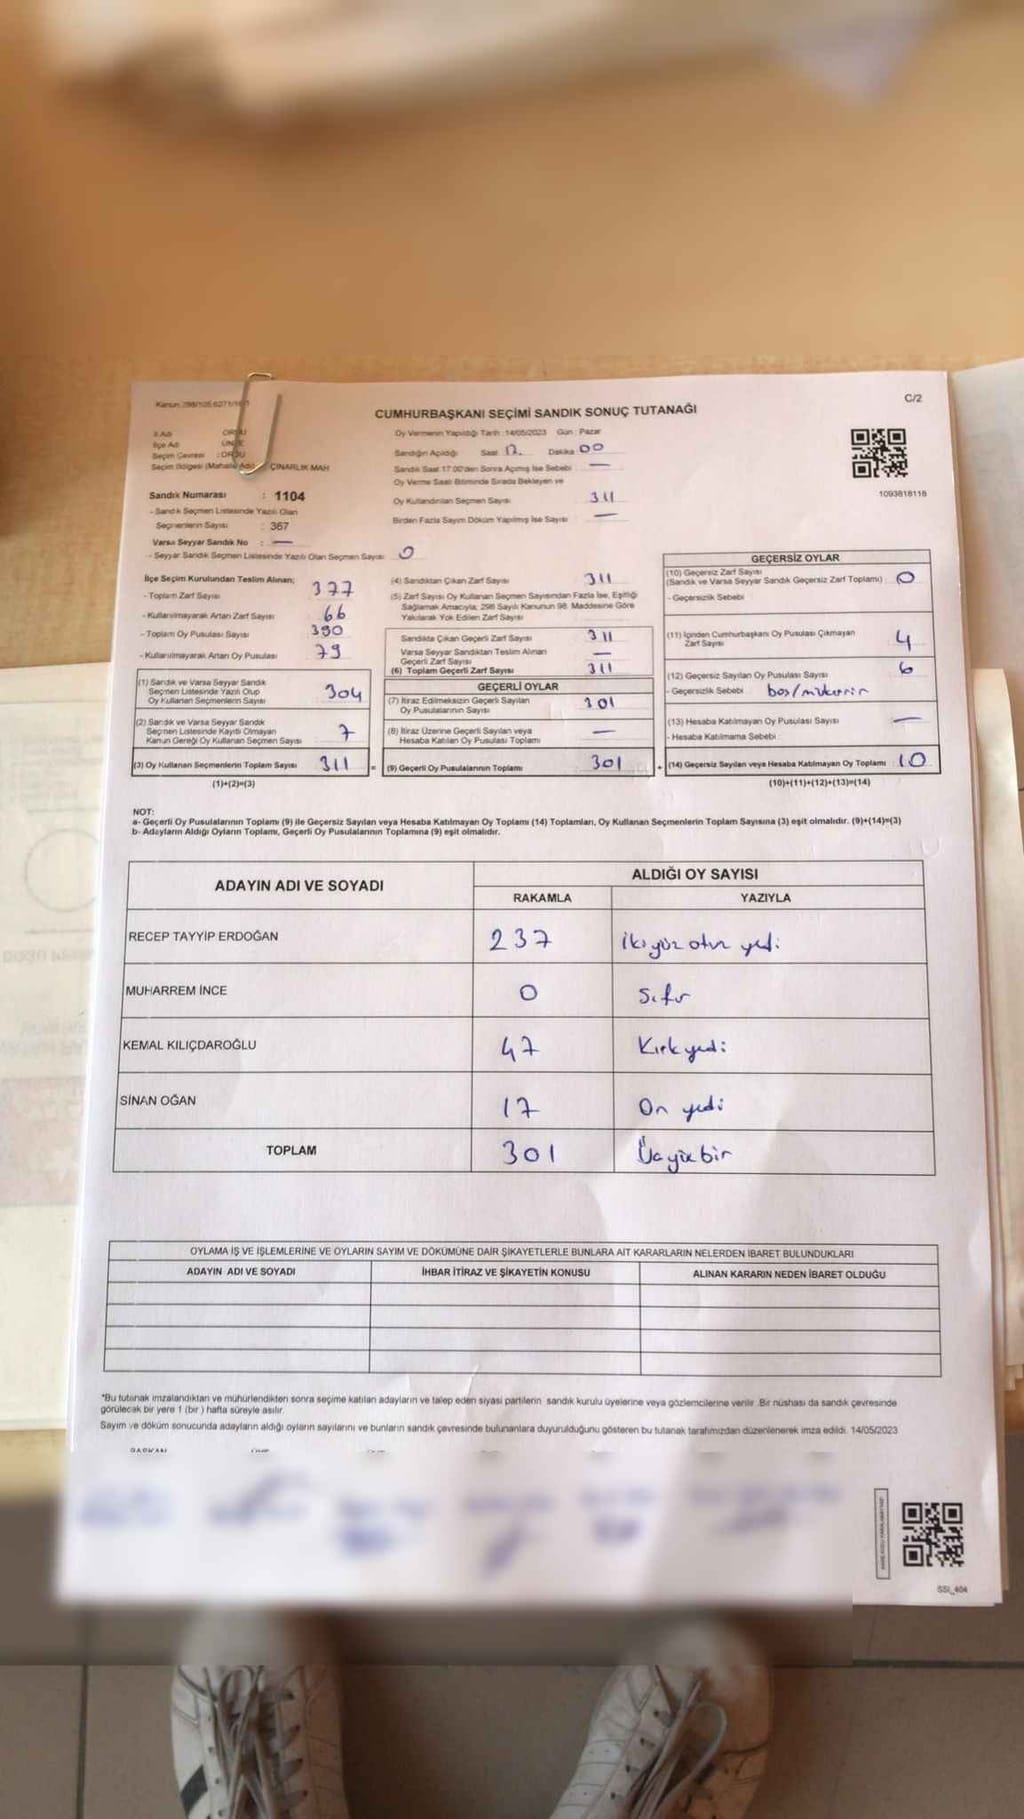 CUMHURBAŞKANI SEÇİMİ SANDIK SONUÇ TUTANAĞI
C/2
İl Adı
İlçe Adı
Seçim Çevresi : ORDU
Seçim Bölgesi (Mahalle Adı) ÇINARLIK MAH
Sandık Numarası : 1104
- Sandık Seçmen Listesinde Yazılı Olan
Seçmenlerin Sayısı : 367
Varsa Seyyar Sandık No : —
- Seyyar Sandık Seçmen Listesinde Yazılı Olan Seçmen Sayısı 0
Oy Vermenin Yapıldığı Tarih :14/05/2023 Gün : Pazar
Sandığın Açıldığı Saat 17. Dakika 00
Sandık Saat 17:00'den Sonra Açılmış İse Sebebi —
Oy Verme Saati Bitiminde Sırada Bekleyen ve
Oy Kullandırılan Seçmen Sayısı 311
Birden Fazla Sayım Döküm Yapılmış İse Sayısı —
1093818118
İlçe Seçim Kurulundan Teslim Alınan;
- Toplam Zarf Sayısı 377
- Kullanılmayarak Artan Zarf Sayısı 66
- Toplam Oy Pusulası Sayısı 390
- Kullanılmayarak Artan Oy Pusulası 79
(1) Sandık ve Varsa Seyyar Sandık
Seçmen Listesinde Yazılı Olup
Oy Kullanan Seçmenlerin Sayısı 304
(2) Sandık ve Varsa Seyyar Sandık
Seçmen Listesinde Kayıtlı Olmayan
Kanun Gereği Oy Kullanan Seçmen Sayısı 7
(3) Oy Kullanan Seçmenlerin Toplam Sayısı 311 =
(1)+(2)=(3)
(4) Sandıktan Çıkan Zarf Sayısı 311
(5) Zarf Sayısı Oy Kullanan Seçmen Sayısından Fazla İse, Eşitliği
Sağlamak Amacıyla; 298 Sayılı Kanunun 98. Maddesine Göre
Yakılarak Yok Edilen Zarf Sayısı
Sandıkta Çıkan Geçerli Zarf Sayısı 311
Varsa Seyyar Sandıktan Teslim Alınan
Geçerli Zarf Sayısı —
(6) Toplam Geçerli Zarf Sayısı 311
GEÇERLİ OYLAR
(7) İtiraz Edilmeksizin Geçerli Sayılan
Oy Pusulalarının Sayısı 301
(8) İtiraz Üzerine Geçerli Sayılan veya
Hesaba Katılan Oy Pusulası Toplamı —
(9) Geçerli Oy Pusulalarının Toplamı 301 +
GEÇERSİZ OYLAR
(10) Geçersiz Zarf Sayısı
(Sandık ve Varsa Seyyar Sandık Geçersiz Zarf Toplamı) 0
- Geçersizlik Sebebi
(11) İçinden Cumhurbaşkanı Oy Pusulası Çıkmayan
Zarf Sayısı 4
(12) Geçersiz Sayılan Oy Pusulası Sayısı 6
- Geçersizlik Sebebi boş/mükerrir
(13) Hesaba Katılmayan Oy Pusulası Sayısı —
- Hesaba Katılmama Sebebi :
(14) Geçersiz Sayılan veya Hesaba Katılmayan Oy Toplamı : 10
(10)+(11)+(12)+(13)=(14)
NOT:
a- Geçerli Oy Pusulalarının Toplamı (9) ile Geçersiz Sayılan veya Hesaba Katılmayan Oy Toplamı (14) Toplamları, Oy Kullanan Seçmenlerin Toplam Sayısına (3) eşit olmalıdır. (9)+(14)=(3)
b- Adayların Aldığı Oyların Toplamı, Geçerli Oy Pusulalarının Toplamına (9) eşit olmalıdır.
ADAYIN ADI VE SOYADI
ALDIĞI OY SAYISI
RAKAMLA YAZIYLA
RECEP TAYYİP ERDOĞAN 237 İkiyüz otuz yedi
MUHARREM İNCE 0 Sıfır
KEMAL KILIÇDAROĞLU 47 Kırk yedi
SİNAN OĞAN 17 On yedi
TOPLAM 301 Üçyüz bir
OYLAMA İŞ VE İŞLEMLERİNE VE OYLARIN SAYIM VE DÖKÜMÜNE DAİR ŞİKAYETLERLE BUNLARA AİT KARARLARIN NELERDEN İBARET BULUNDUKLARI
ADAYIN ADI VE SOYADI İHBAR İTİRAZ VE ŞİKAYETİN KONUSU ALINAN KARARIN NEDEN İBARET OLDUĞU
*Bu tutanak imzalandıktan ve mühürlendikten sonra seçime katılan adayların ve talep eden siyasi partilerin sandık kurulu üyelerine veya gözlemcilerine verilir. Bir nüshası da sandık çevresinde
görülecek bir yere 1 (bir ) hafta süreyle asılır.
Sayım ve döküm sonucunda adayların aldığı oyların sayılarını ve bunların sandık çevresinde bulunanlara duyurulduğunu gösteren bu tutanak tarafımızdan düzenlenerek imza edildi. 14/05/2023
SSI_404